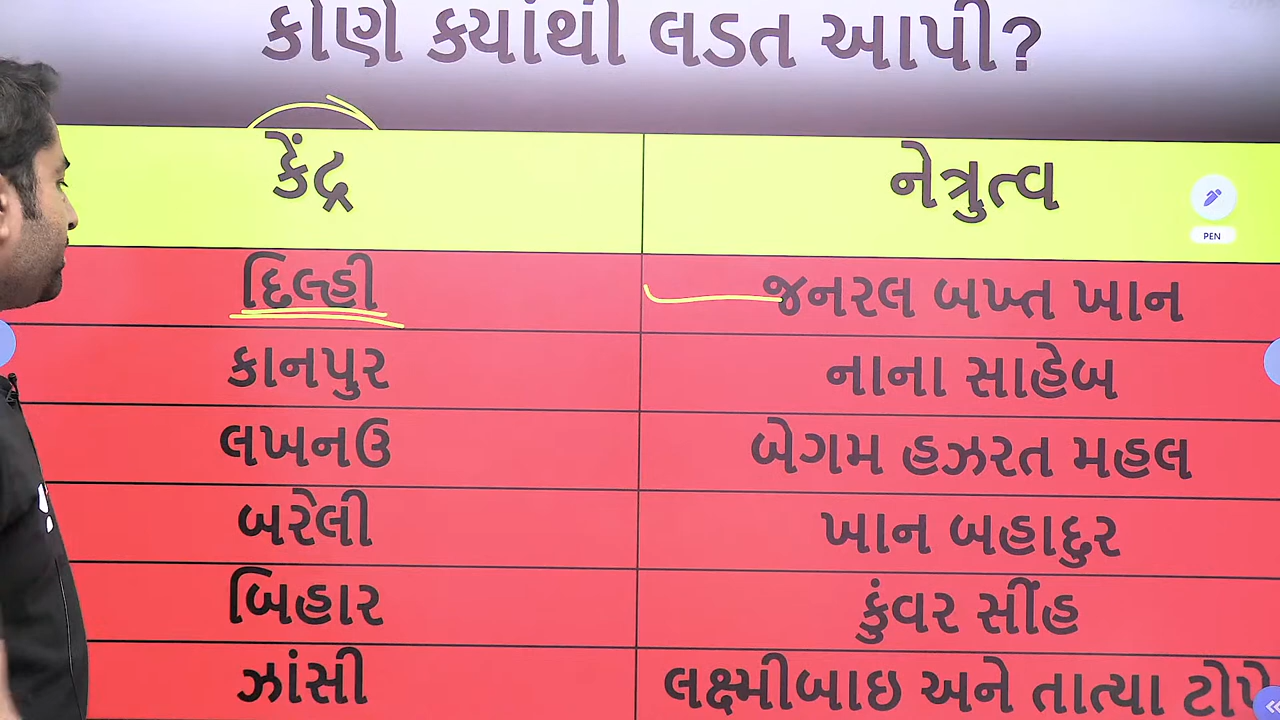 કોણે ક્યાંથી લડત આપી?
કેંદ્ર નેત્રુત્વ
PEN
દિલ્હી જનરલ બખ્ત ખાન
કાનપુર નાના સાહેબ
લખનઉ બેગમ હઝરત મહલ
બરેલી ખાન બહાદુર
બિહાર કુંવર સીંહ
ઝાંસી લક્ષ્મીબાઇ અને તાત્યા ટોપે